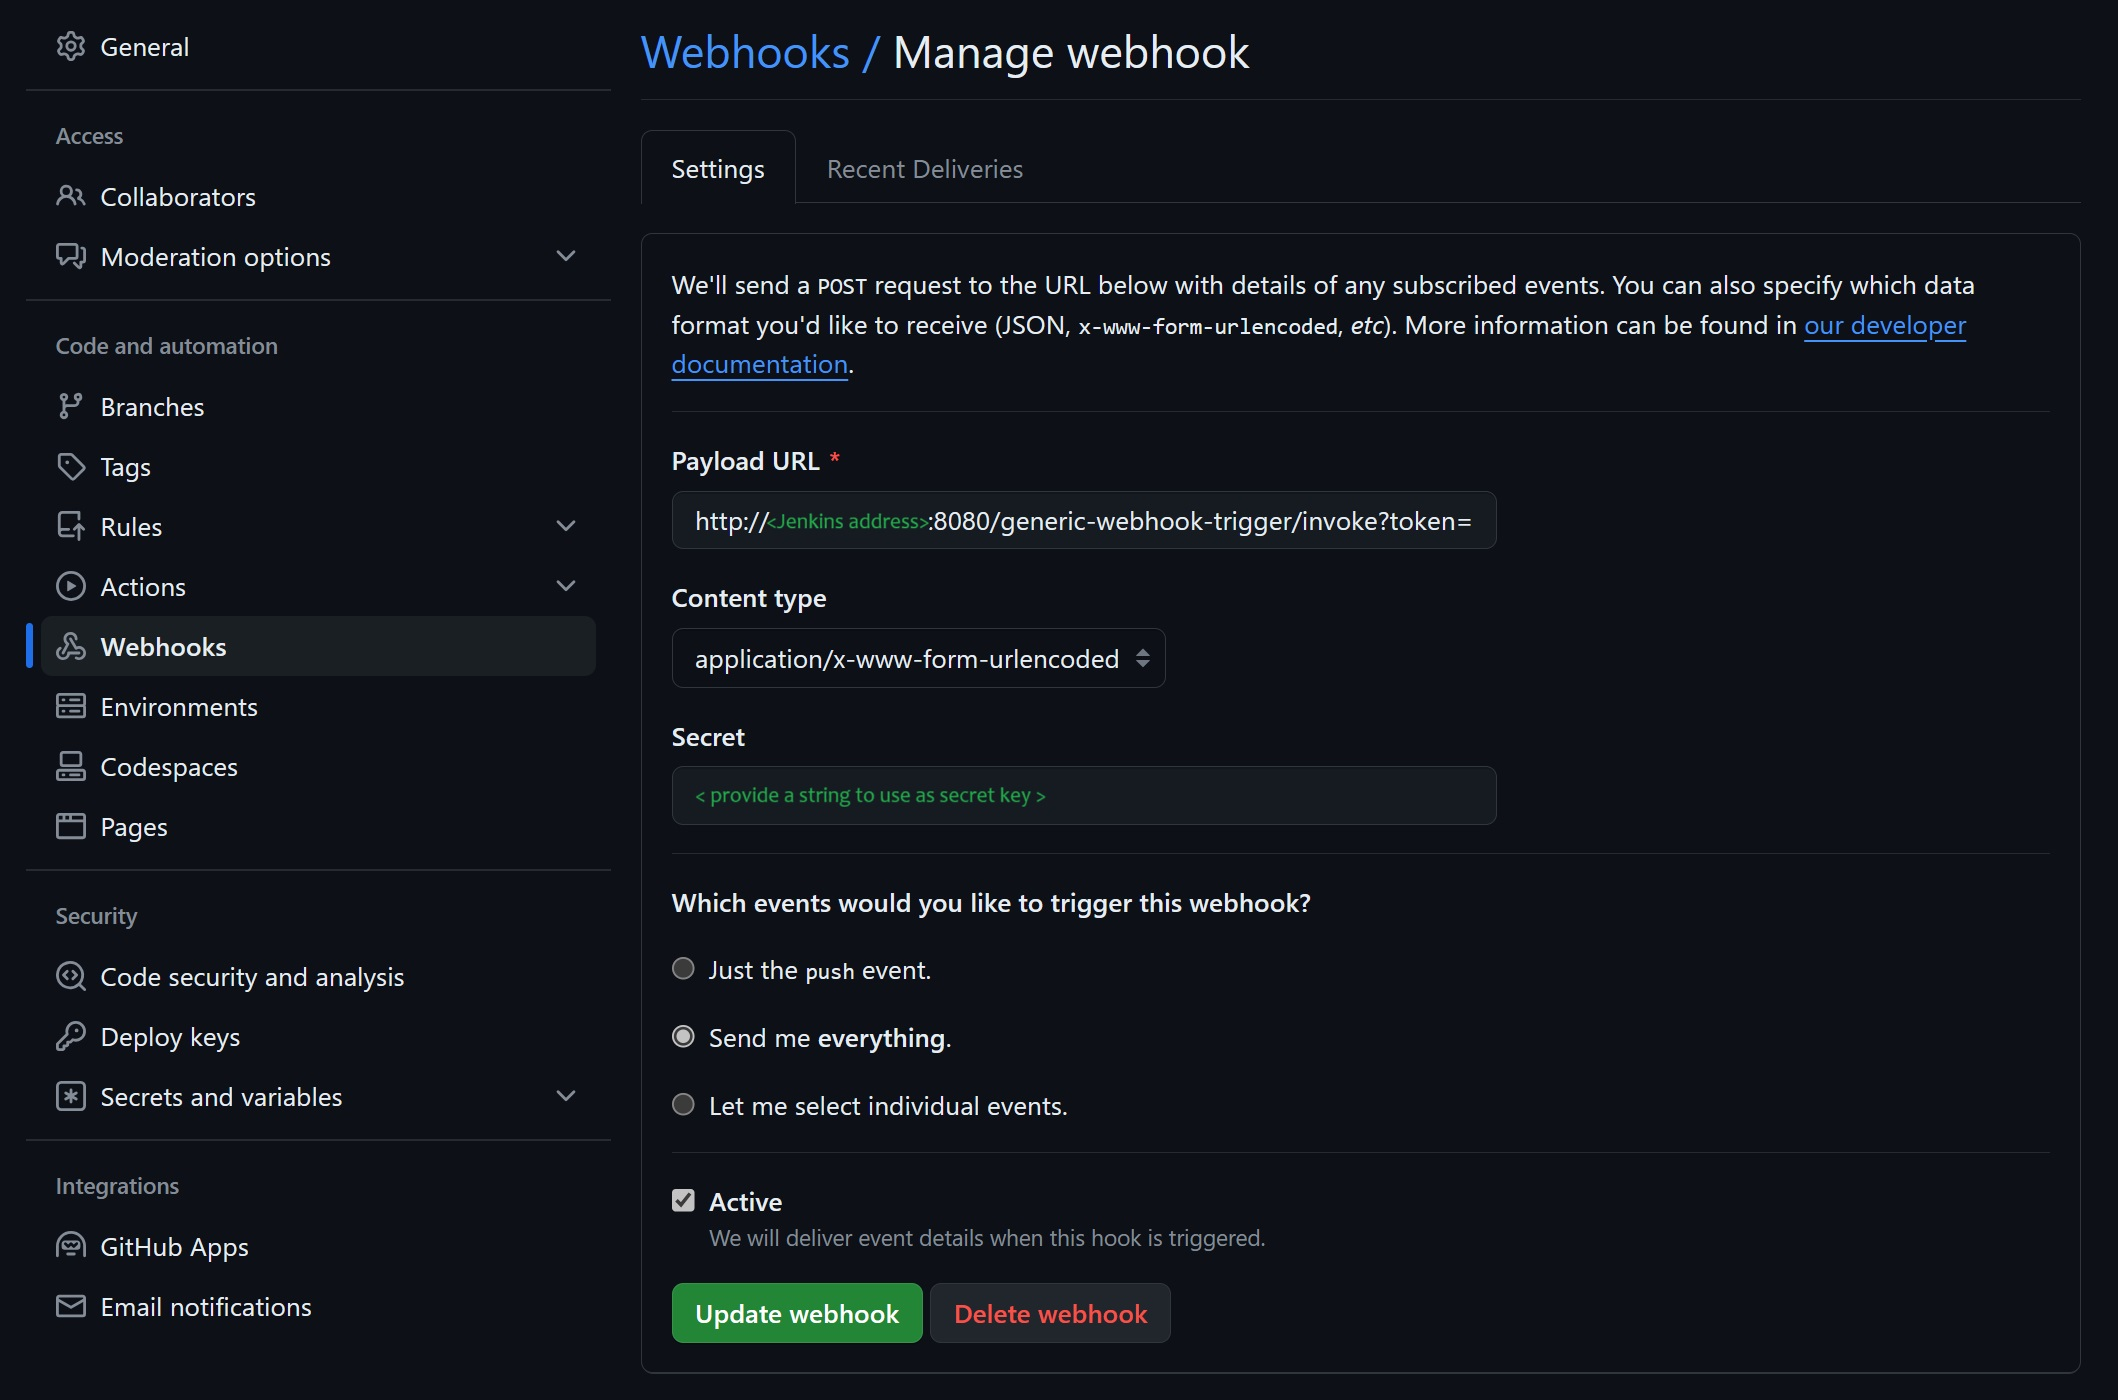 General
Access
Collaborators
Moderation options
Code and automation
Branches
Tags
Rules
Actions
Webhooks
Environments
Codespaces
Pages
Security
Code security and analysis
Deploy keys
Secrets and variables
Integrations
GitHub Apps
Email notifications
Webhooks / Manage webhook
Settings
Recent Deliveries
We'll send a POST request to the URL below with details of any subscribed events. You can also specify which data
format you'd like to receive (JSON, x-www-form-urlencoded, etc). More information can be found in our developer
documentation.
Payload URL *
http://<Jenkins address>:8080/generic-webhook-trigger/invoke?token=
Content type
application/x-www-form-urlencoded
Secret
< provide a string to use as secret key >
Which events would you like to trigger this webhook?
Just the push event.
Send me everything.
Let me select individual events.
Active
We will deliver event details when this hook is triggered.
Update webhook
Delete webhook